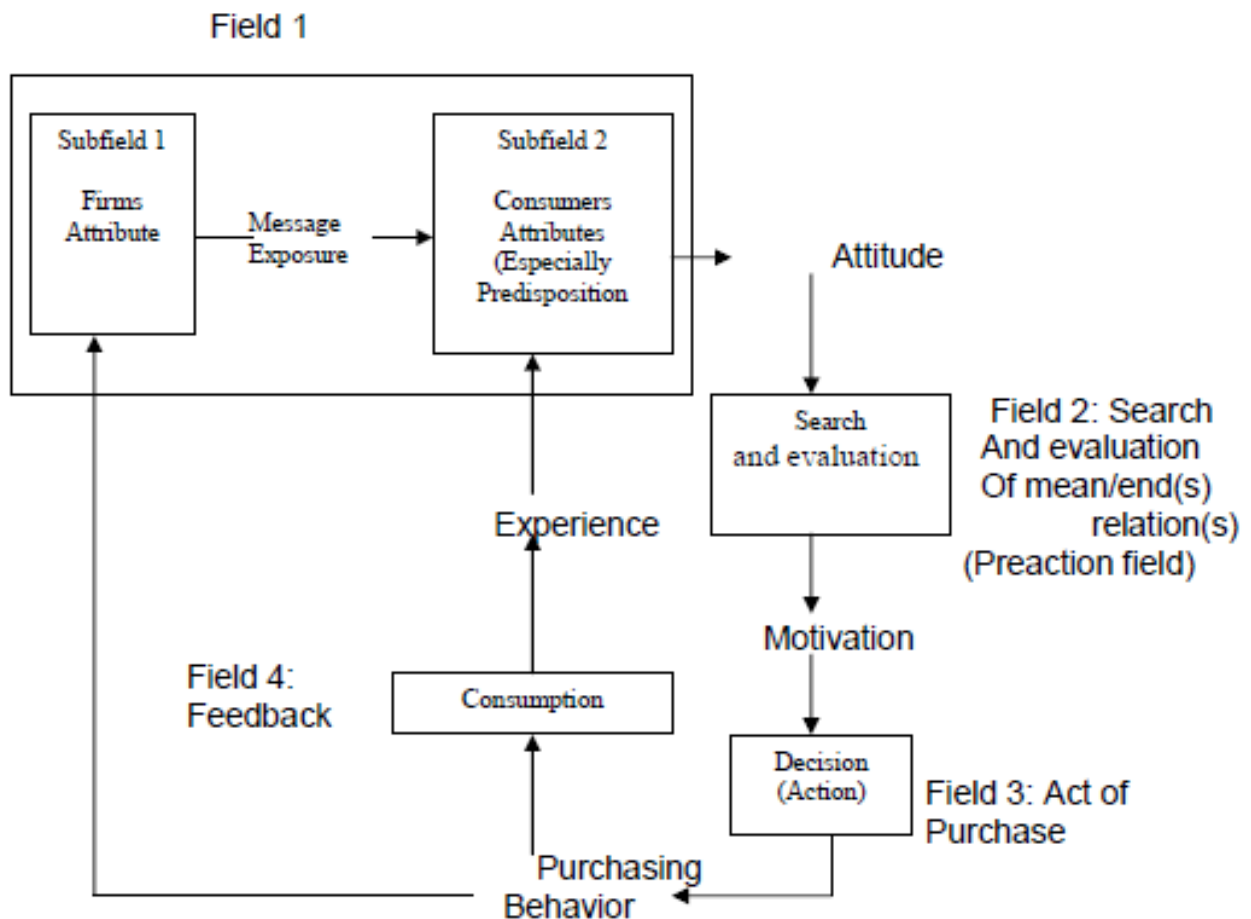 Field 1
Subfield 1
Firms
Attribute
Message
Exposure
Subfield 2
Consumers
Attributes
(Especially
Predisposition
Attitude
Search
and evaluation
Field 2: Search
And evaluation
Of mean/end(s)
relation(s)
(Preaction field)
Experience
Motivation
Field 4:
Feedback
Consumption
Decision
(Action)
Field 3: Act of
Purchase
Purchasing
Behavior